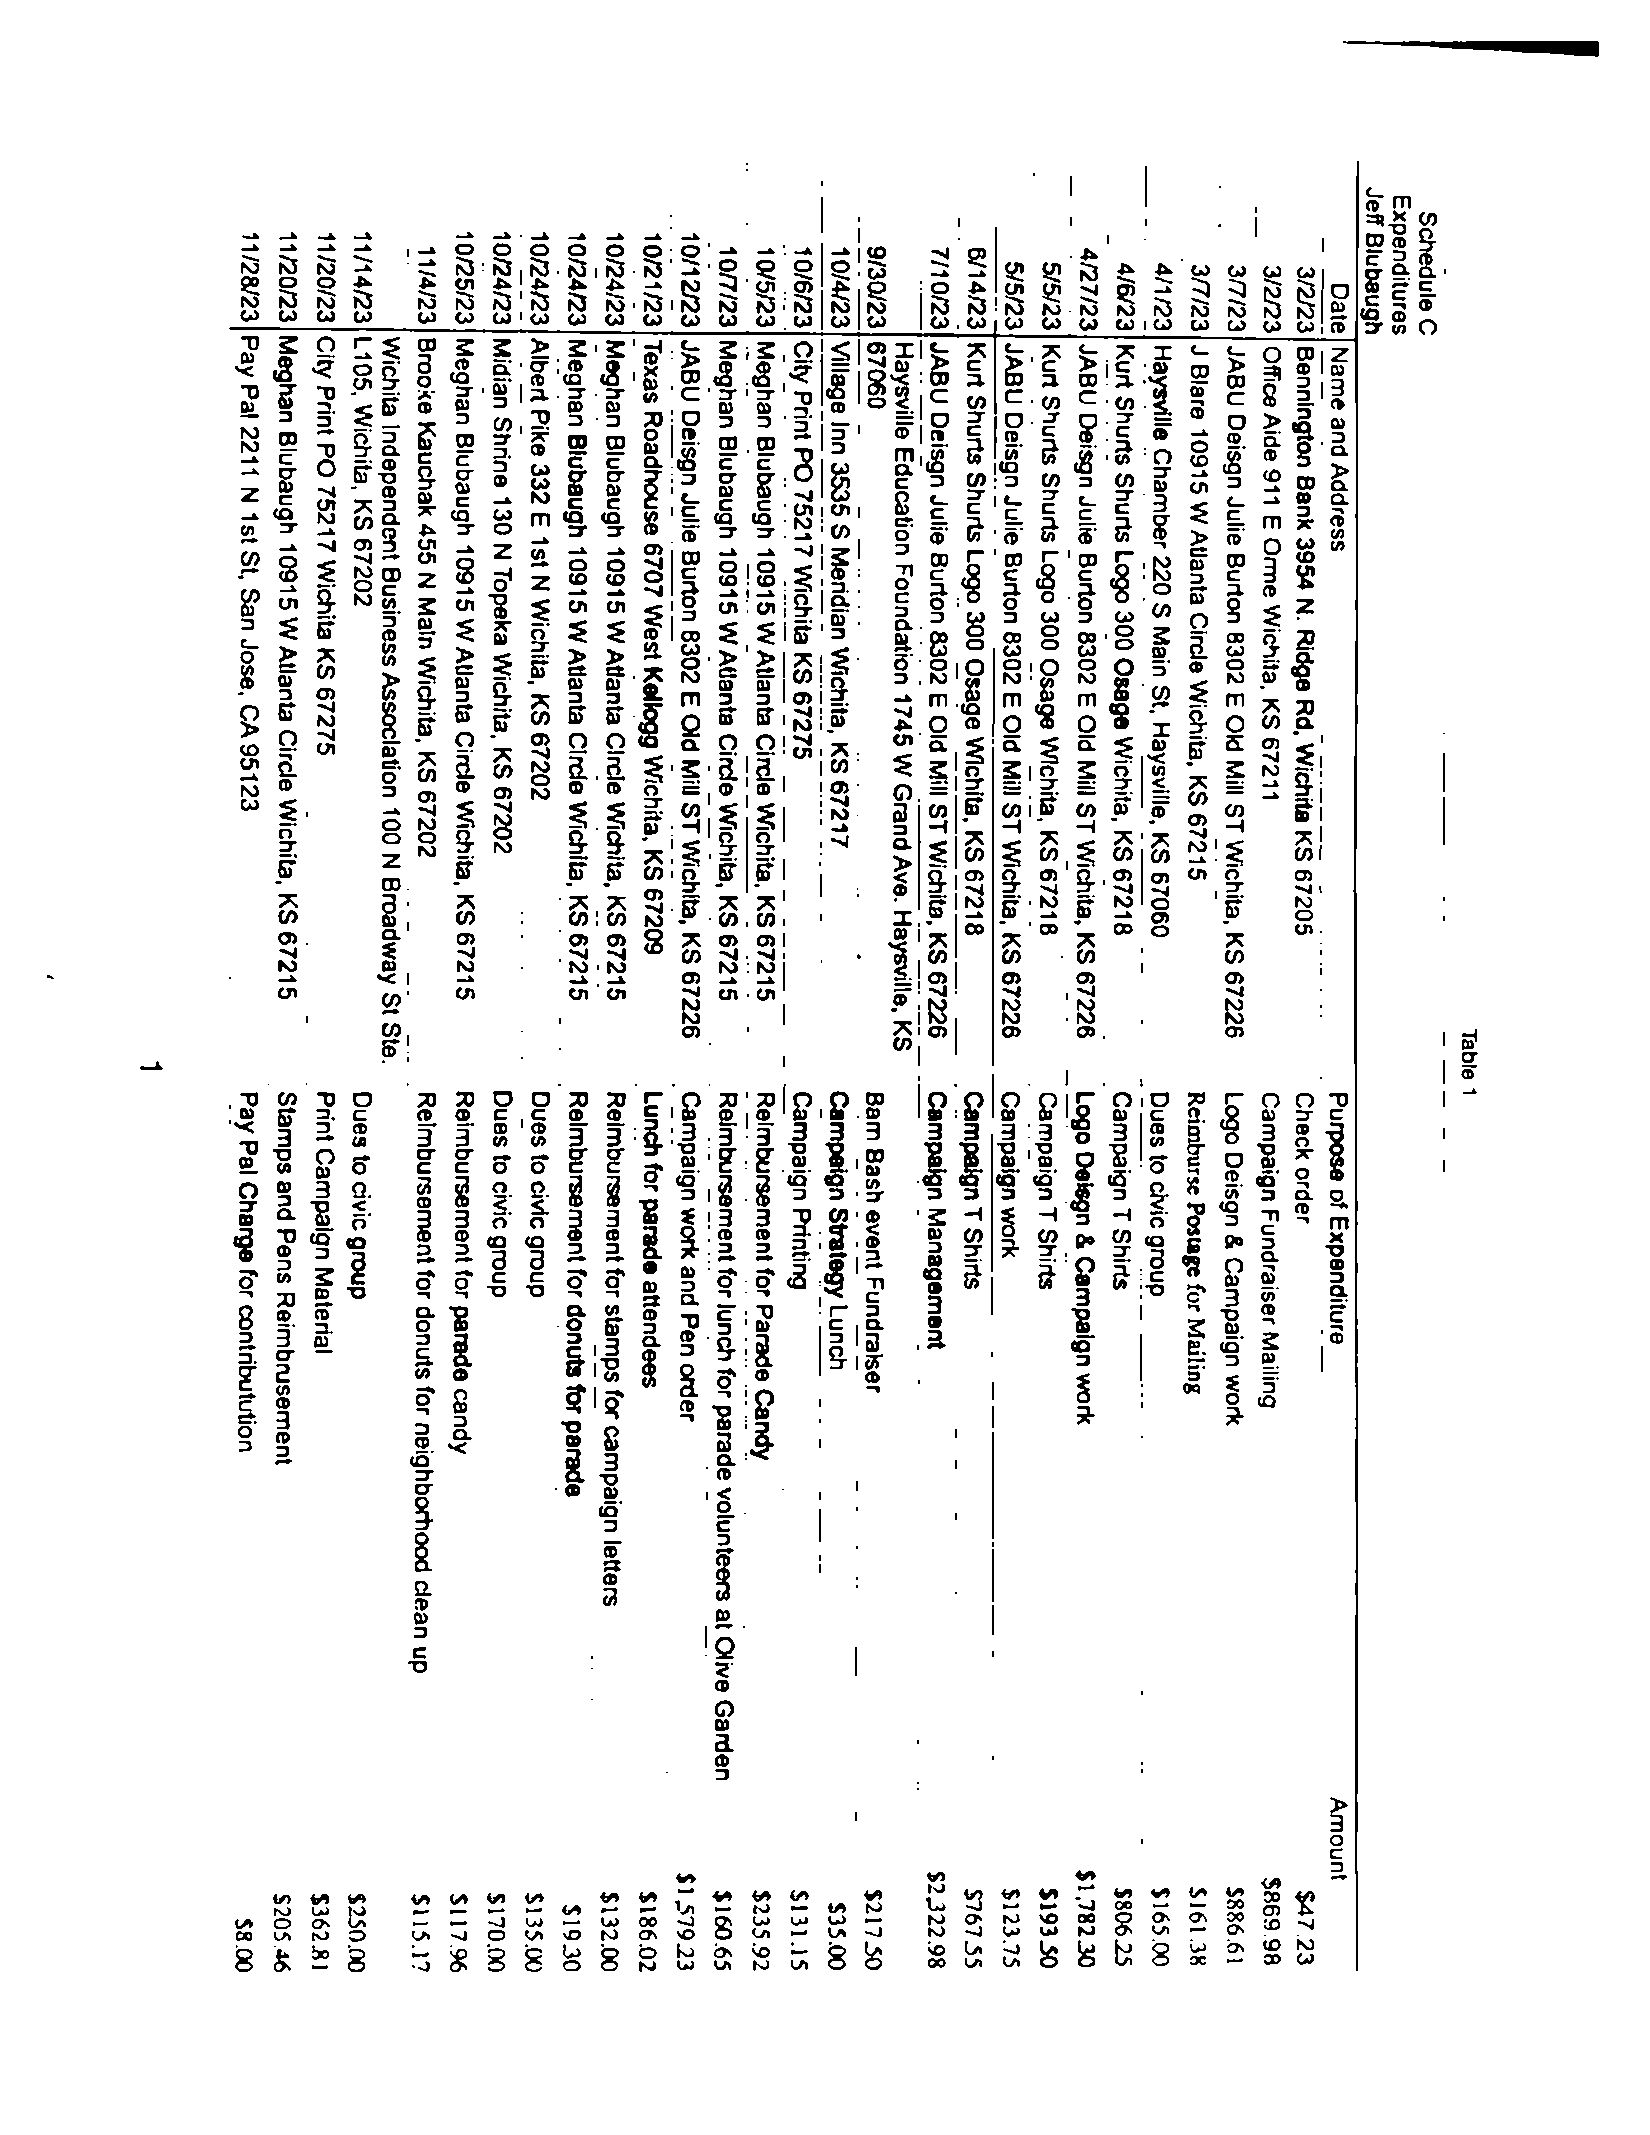 Table 1
Schedule C
Expenditures
Jeff Blubaugh
Date Name and Address Purpose of Expenditure Amount
3/2/23 Bennington Bank 3954 N. Ridge Rd, Wichita KS 67205 Check order $47.23
3/2/23 Office Aide 911 E Orme Wichita, KS 67211 Campaign Fundraiser Mailing $869.98
3/7/23 JABU Deisgn Julie Burton 8302 E Old Mill ST Wichita, KS 67226 Logo Deisgn & Campaign work $886.61
3/7/23 J Blare 10915 W Atlanta Circle Wichita, KS 67215 Reimburse Postage for Mailing $161.38
4/1/23 Haysville Chamber 220 S Main St, Haysville, KS 67060 Dues to civic group $165.00
4/6/23 Kurt Shurts Shurts Logo 300 Osage Wichita, KS 67218 Campaign T Shirts $806.25
4/27/23 JABU Deisgn Julie Burton 8302 E Old Mill ST Wichita, KS 67226 Logo Deisgn & Campaign work $1,782.30
5/5/23 Kurt Shurts Shurts Logo 300 Osage Wichita, KS 67218 Campaign T Shirts $193.50
5/5/23 JABU Deisgn Julie Burton 8302 E Old Mill ST Wichita, KS 67226 Campaign work $123.75
6/14/23 Kurt Shurts Shurts Logo 300 Osage Wichita, KS 67218 Campaign T Shirts $767.55
7/10/23 JABU Deisgn Julie Burton 8302 E Old Mill ST Wichita, KS 67226 Campaign Management $2,322.98
Haysville Education Foundation 1745 W Grand Ave. Haysville, KS
9/30/23 67060 Bam Bash event Fundraiser $217.50
10/4/23 Village Inn 3535 S Meridian Wichita, KS 67217 Campaign Strategy Lunch $35.00
10/6/23 City Print PO 75217 Wichita KS 67275 Campaign Printing $131.15
10/5/23 Meghan Blubaugh 10915 W Atlanta Circle Wichita, KS 67215 Reimbursement for Parade Candy $235.92
10/7/23 Meghan Blubaugh 10915 W Atlanta Circle Wichita, KS 67215 Reimbursement for lunch for parade volunteers at Olive Garden $160.65
10/12/23 JABU Deisgn Julie Burton 8302 E Old Mill ST Wichita, KS 67226 Campaign work and Pen order $1,579.23
10/21/23 Texas Roadhouse 6707 West Kellogg Wichita, KS 67209 Lunch for parade attendees $186.02
10/24/23 Meghan Blubaugh 10915 W Atlanta Circle Wichita, KS 67215 Reimbursement for stamps for campaign letters $132.00
10/24/23 Meghan Blubaugh 10915 W Atlanta Circle Wichita, KS 67215 Reimbursement for donuts for parade $19.30
10/24/23 Albert Pike 332 E 1st N Wichita, KS 67202 Dues to civic group $135.00
10/24/23 Midian Shrine 130 N Topeka Wichita, KS 67202 Dues to civic group $170.00
10/25/23 Meghan Blubaugh 10915 W Atlanta Circle Wichita, KS 67215 Reimbursement for parade candy $117.96
11/4/23 Brooke Kauchak 455 N Main Wichita, KS 67202 Reimbursement for donuts for neighborhood clean up $115.17
Wichita Independent Business Association 100 N Broadway St Ste.
11/14/23 L105, Wichita, KS 67202 Dues to civic group $250.00
11/20/23 City Print PO 75217 Wichita KS 67275 Print Campaign Material $362.81
11/20/23 Meghan Blubaugh 10915 W Atlanta Circle Wichita, KS 67215 Stamps and Pens Reimbrusement $205.46
11/28/23 Pay Pal 2211 N 1st St, San Jose, CA 95123 Pay Pal Charge for contributution $8.00
1